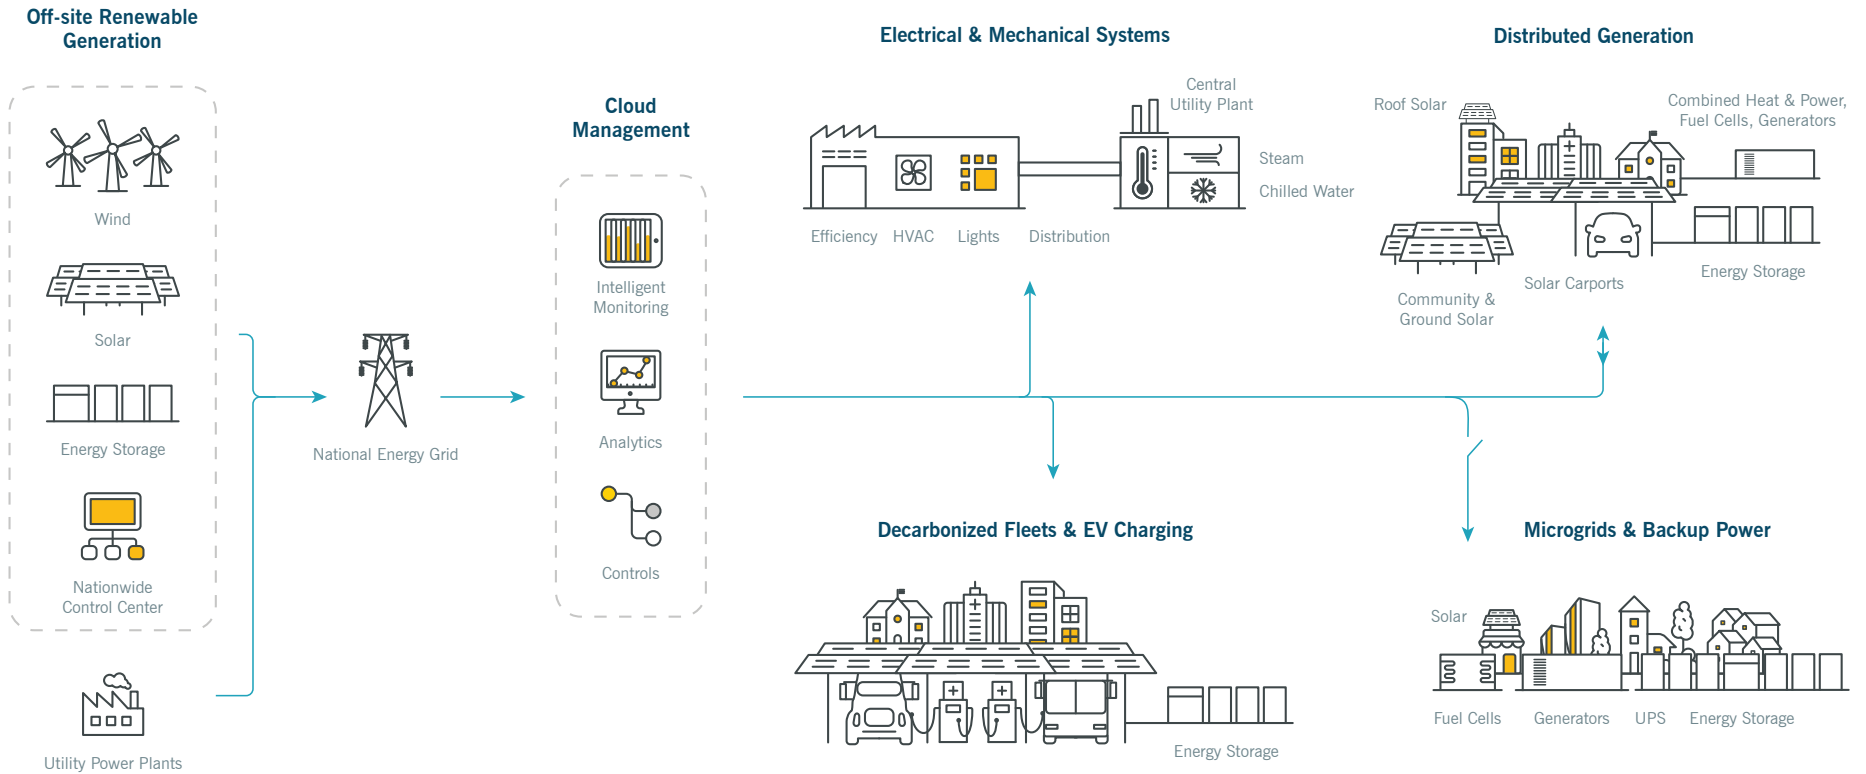 Off-site Renewable
Generation
Wind
Solar
Energy Storage
Nationwide
Control Center
Utility Power Plants
National Energy Grid
Cloud
Management
Intelligent
Monitoring
Analytics
Controls
Electrical & Mechanical Systems
Central
Utility Plant
Steam
Chilled Water
Efficiency
HVAC
Lights
Distribution
Distributed Generation
Roof Solar
Combined Heat & Power,
Fuel Cells, Generators
Community &
Ground Solar
Solar Carports
Energy Storage
Decarbonized Fleets & EV Charging
Energy Storage
Microgrids & Backup Power
Solar
Fuel Cells
Generators
UPS
Energy Storage